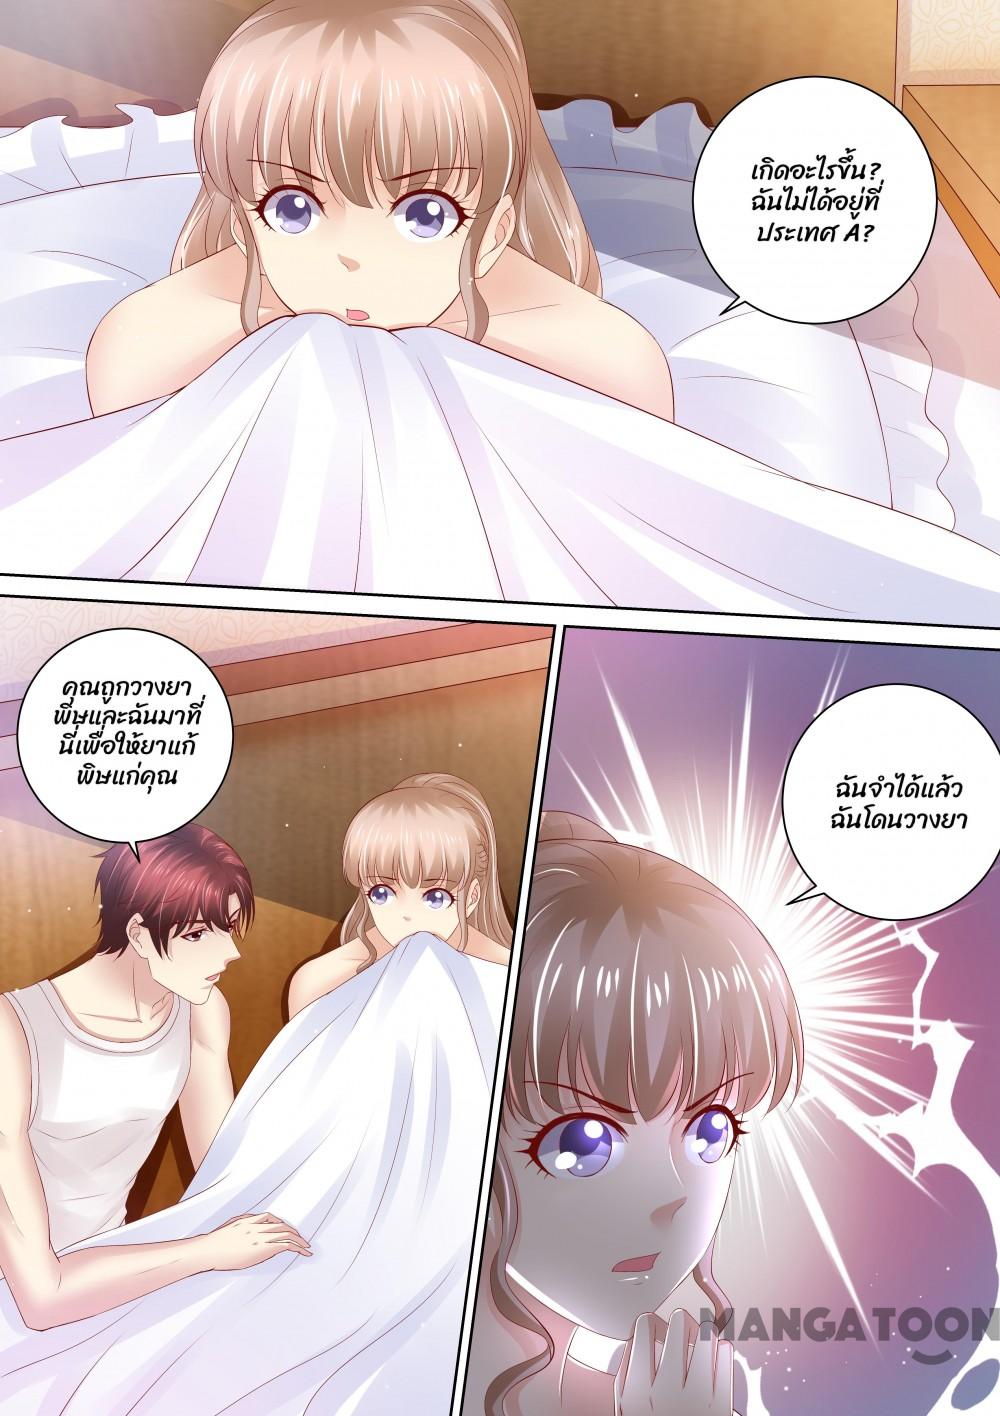 เกิดอะไรขึ้น?
ฉันไม่ได้อยู่ที่
ประเทศ A?
คุณถูกวางยา
พิษและฉันมาที่
นี่เพื่อให้ยาแก้
พิษแก่คุณ
ฉันจำได้แล้ว
ฉันโดนวางยา
MANGATOON